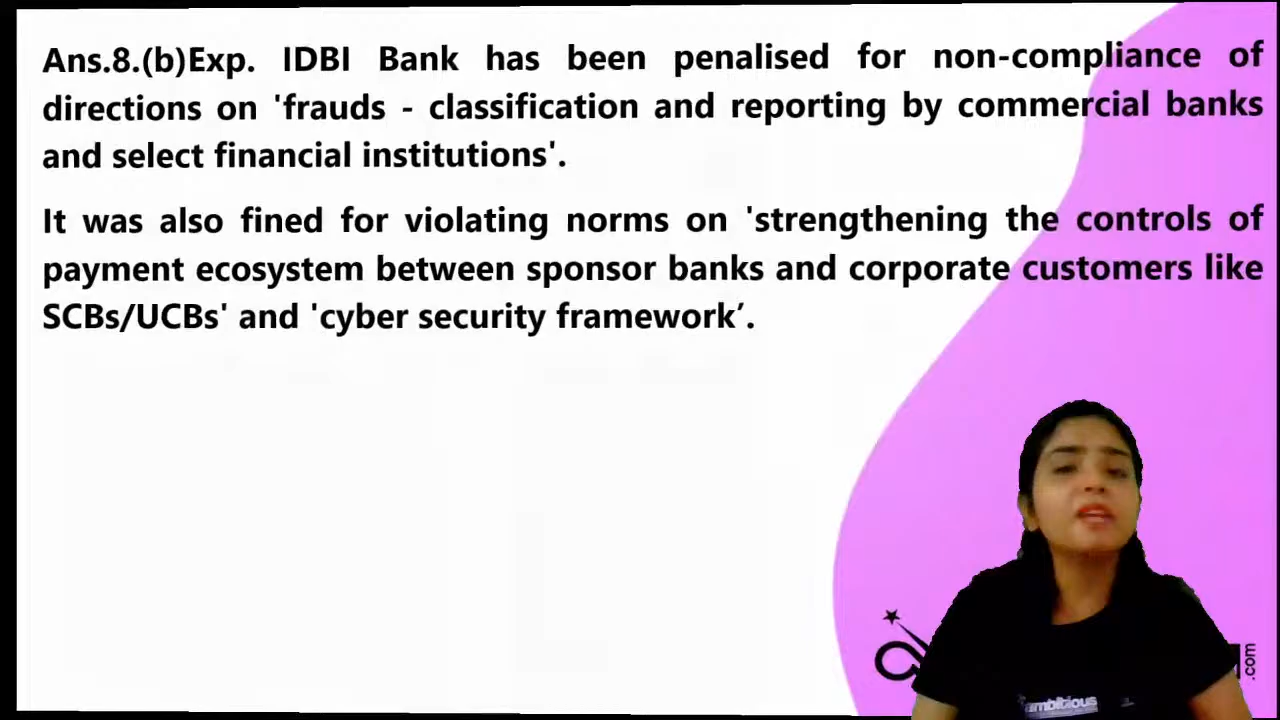 Ans.8.(b)Exp. IDBI Bank has been penalised for non-compliance of
directions on 'frauds - classification and reporting by commercial banks
and select financial institutions'.
It was also fined for violating norms on 'strengthening the controls of
payment ecosystem between sponsor banks and corporate customers like
SCBs/UCBs' and 'cyber security framework’.
.com
ambitious